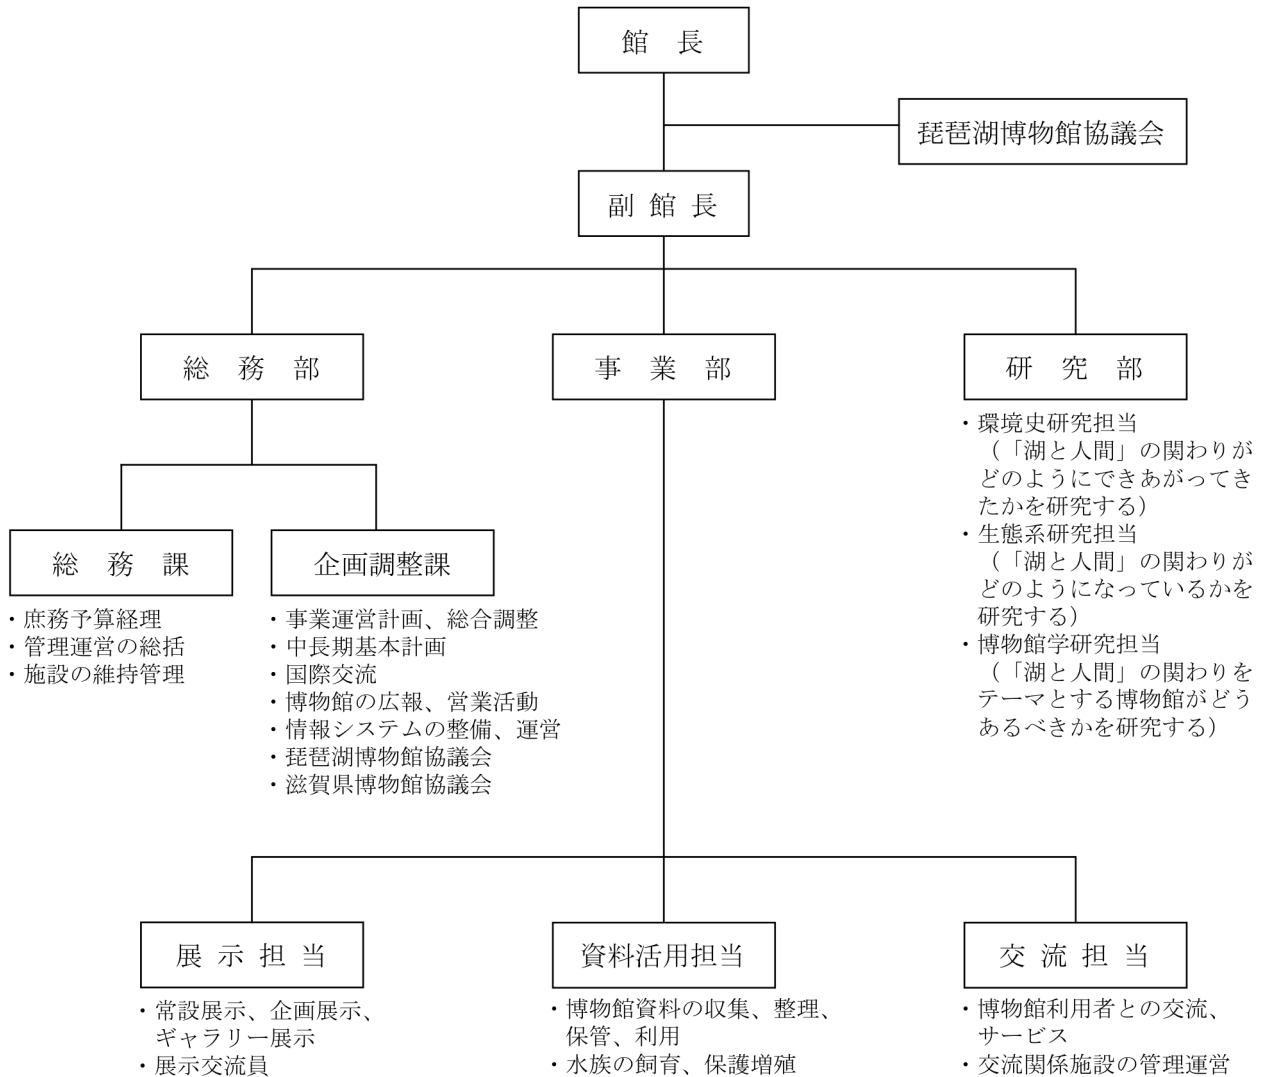 館　長
琵琶湖博物館協議会
副 館 長
総　務　部
事　業　部
研　究　部
・環境史研究担当
（「湖と人間」の関わりが
どのようにできあがってき
たかを研究する）
・生態系研究担当
（「湖と人間」の関わりが
どのようになっているかを
研究する）
・博物館学研究担当
（「湖と人間」の関わりを
テーマとする博物館がどう
あるべきかを研究する）
総　務　課
・庶務予算経理
・管理運営の総括
・施設の維持管理
企画調整課
・事業運営計画、総合調整
・中長期基本計画
・国際交流
・博物館の広報、営業活動
・情報システムの整備、運営
・琵琶湖博物館協議会
・滋賀県博物館協議会
展 示 担 当
・常設展示、企画展示、
ギャラリー展示
・展示交流員
資料活用担当
・博物館資料の収集、整理、
保管、利用
・水族の飼育、保護増殖
交 流 担 当
・博物館利用者との交流、
サービス
・交流関係施設の管理運営